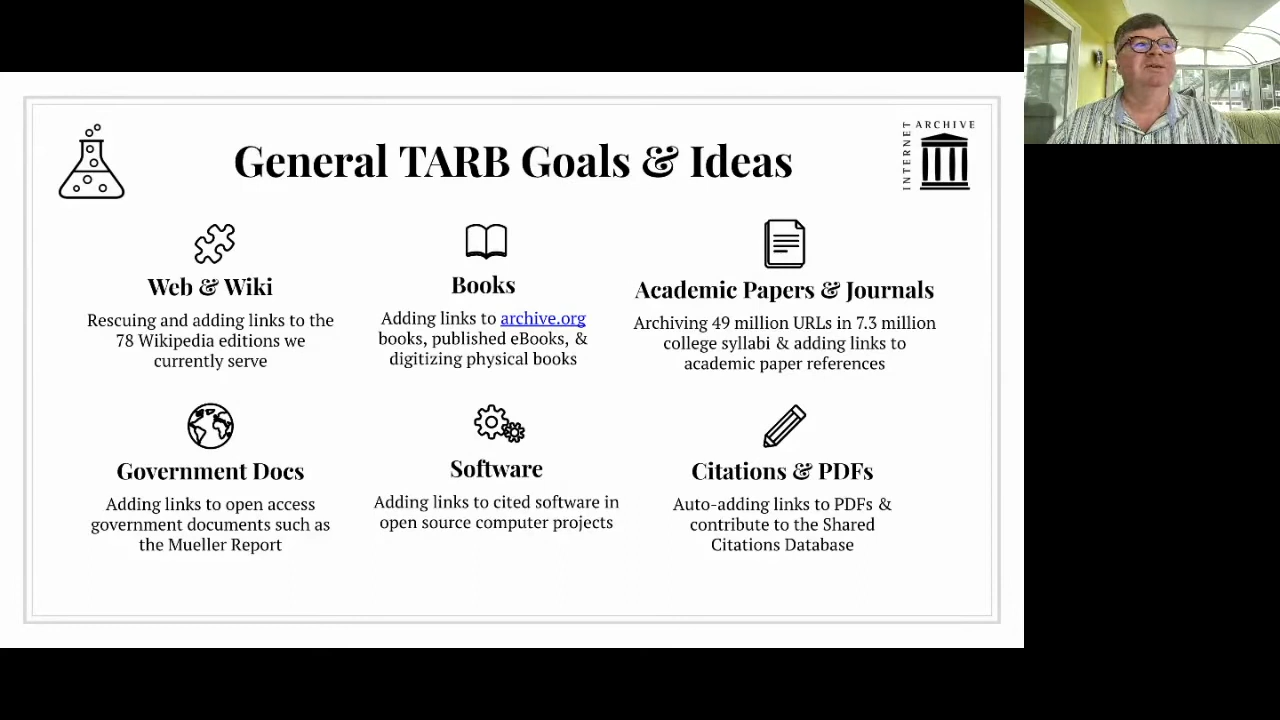 General TARB Goals & Ideas
INTERNET
ARCHIVE
Web & Wiki
Rescuing and adding links to the
78 Wikipedia editions we
currently serve
Books
Adding links to archive.org
books, published eBooks, &
digitizing physical books
Academic Papers & Journals
Archiving 49 million URLs in 7.3 million
college syllabi & adding links to
academic paper references
Government Docs
Adding links to open access
government documents such as
the Mueller Report
Software
Adding links to cited software in
open source computer projects
Citations & PDFs
Auto-adding links to PDFs &
contribute to the Shared
Citations Database